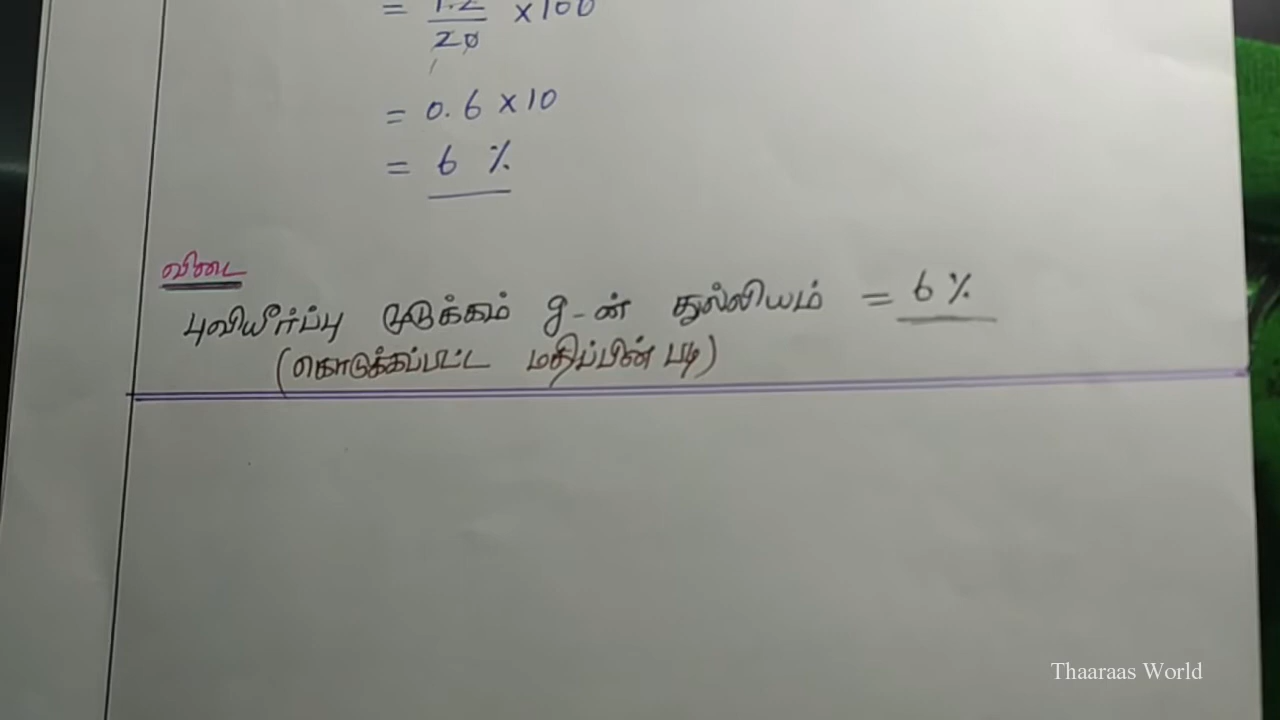 = 1.2/20 ×100
= 0.6 ×10
= 6 %
விடை
புவியீர்ப்பு முடுக்கம் g-ன் துல்லியம் = 6%
(கொடுக்கப்பட்ட மதிப்பின் படி)
Thaaraas World